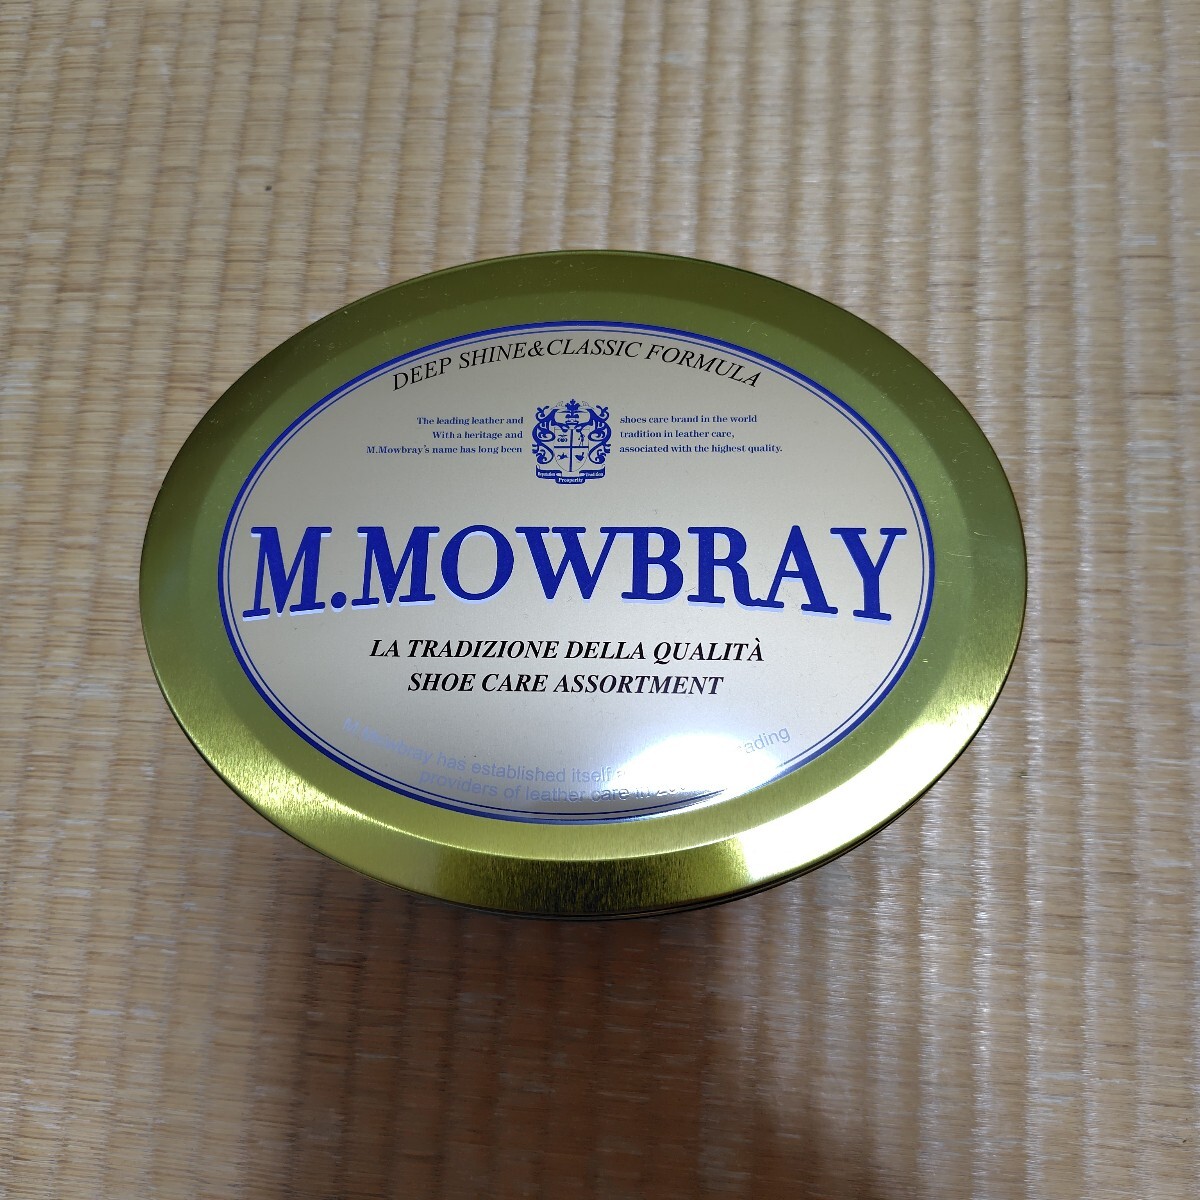 DEEP SHINE&CLASSIC FORMULA
The leading leather and shoes care brand in the world
With a heritage and tradition in leather care,
M.Mowbray's name has long been associated with the highest quality.
Prosperity
M.MOWBRAY
LA TRADIZIONE DELLA QUALITÀ
SHOE CARE ASSORTMENT
M.Mowbray has established itself
providers of leather care